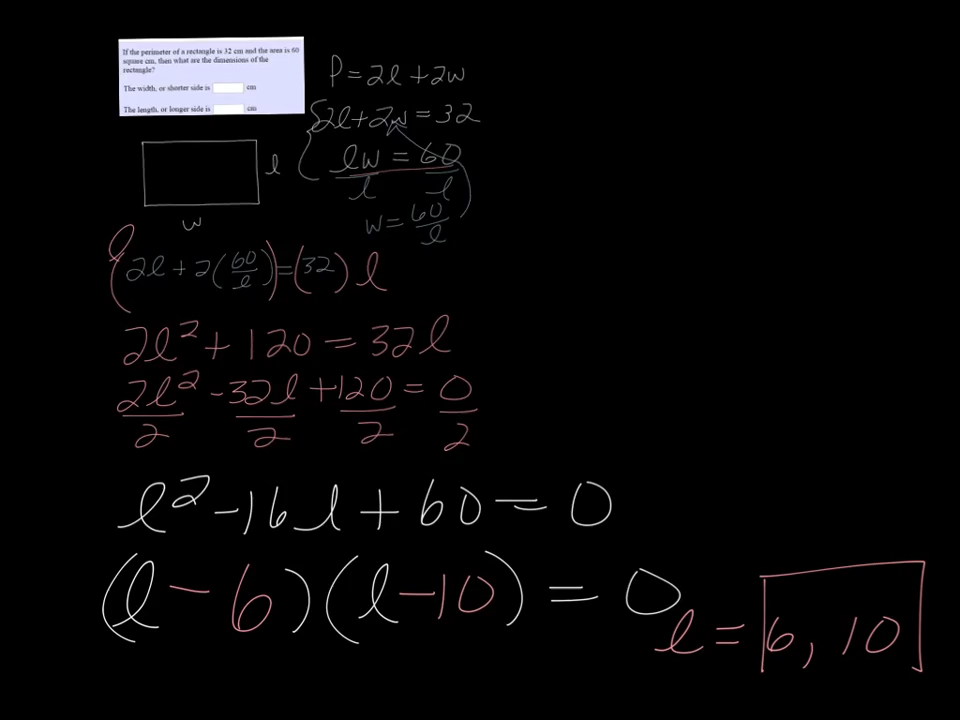 If the perimeter of a rectangle is 32 cm and the area is 60
square cm, then what are the dimensions of the
rectangle?
The width, or shorter side is cm
The length, or longer side is cm
P = 2l + 2w
2l + 2w = 32
lw = 60
l l
w = 60/l
l
w
l (2l + 2(60/l)) = (32) l
2l² + 120 = 32l
2l² - 32l + 120 = 0
2 2 2 2
l² - 16l + 60 = 0
(l - 6)(l - 10) = 0
l = 6, 10